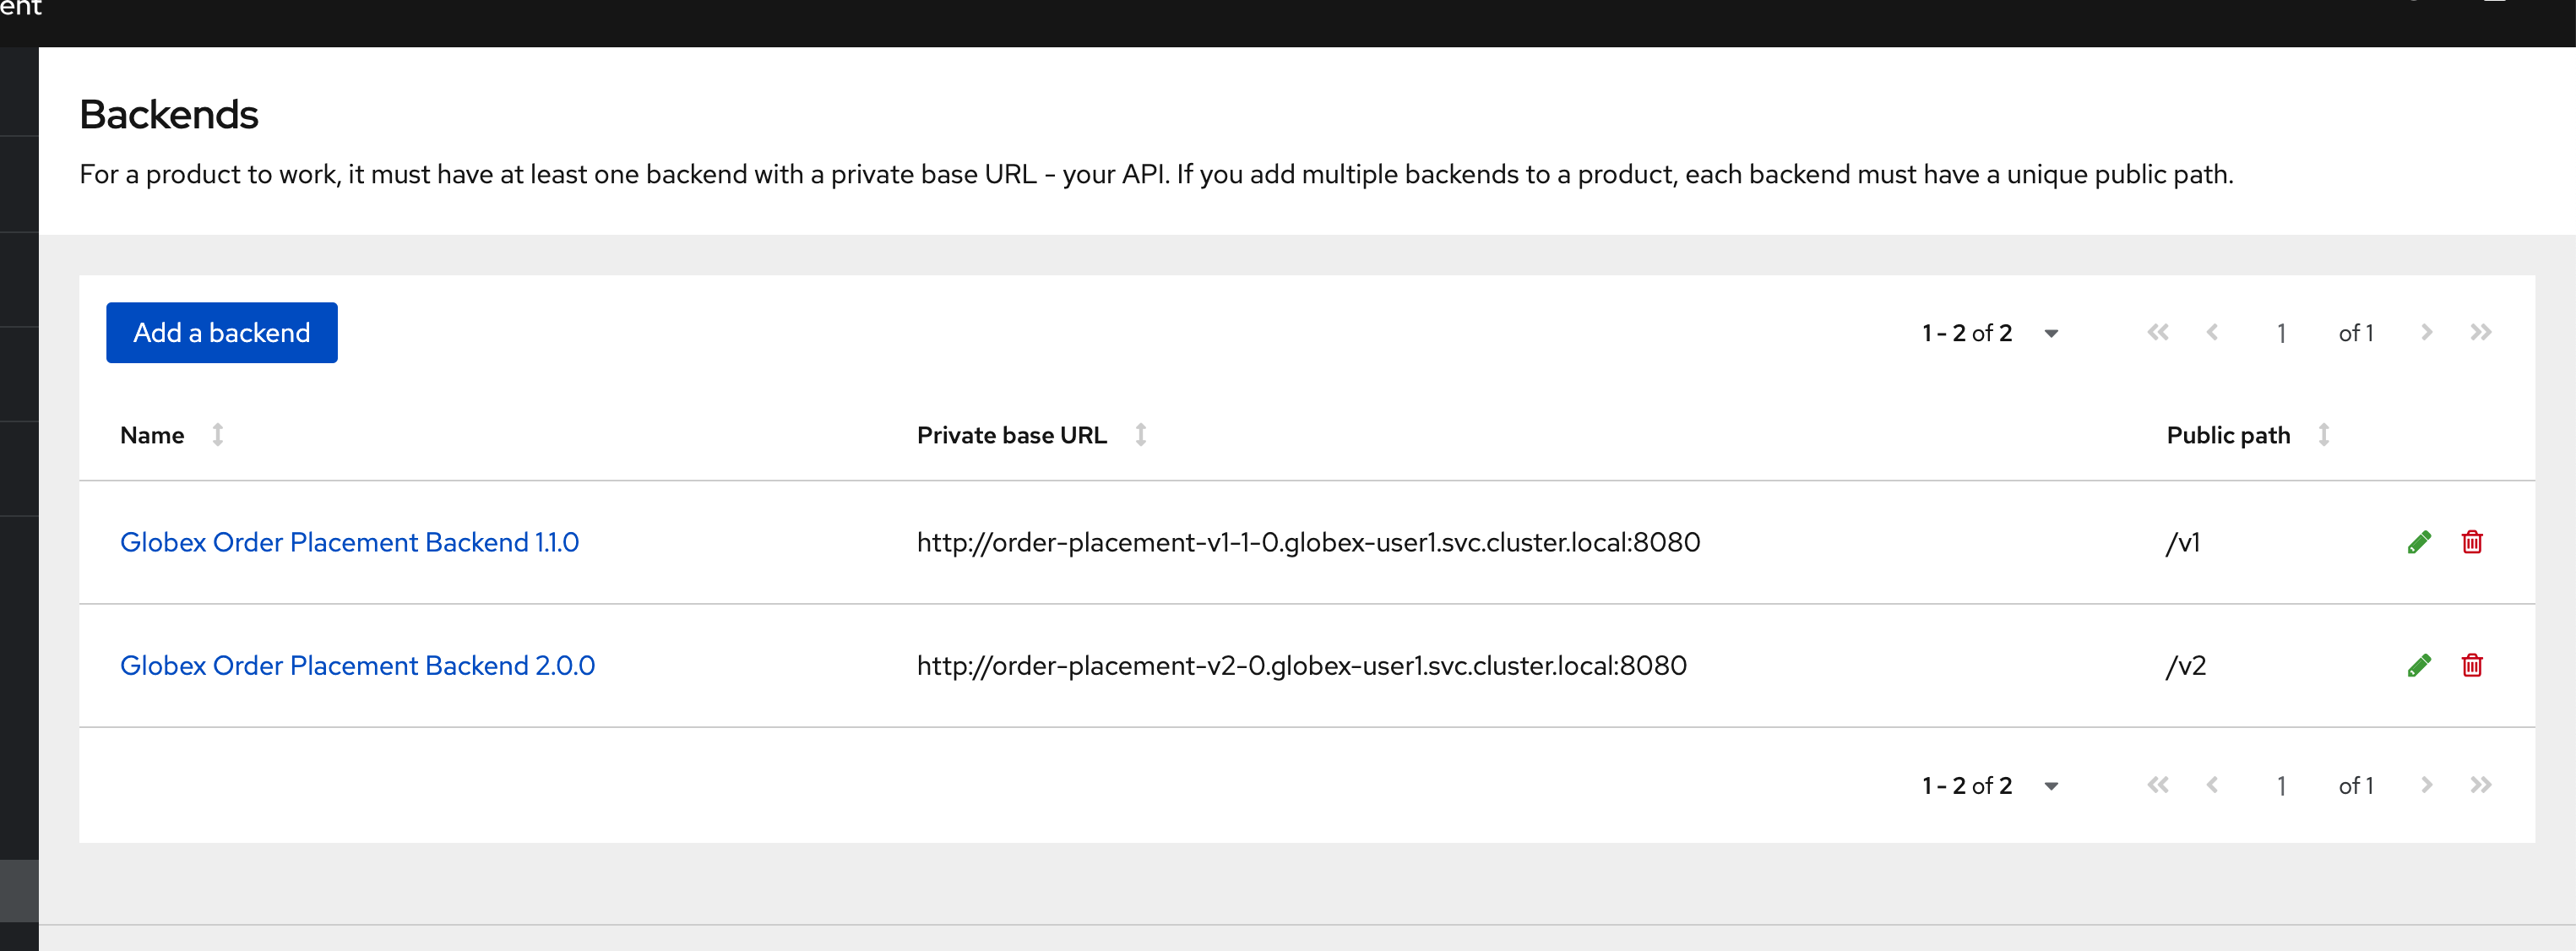 ent
Backends
For a product to work, it must have at least one backend with a private base URL - your API. If you add multiple backends to a product, each backend must have a unique public path.
Add a backend
1 - 2 of 2
1 of 1
Name Private base URL Public path
Globex Order Placement Backend 1.1.0 http://order-placement-v1-1-0.globex-user1.svc.cluster.local:8080 /v1
Globex Order Placement Backend 2.0.0 http://order-placement-v2-0.globex-user1.svc.cluster.local:8080 /v2
1 - 2 of 2
1 of 1